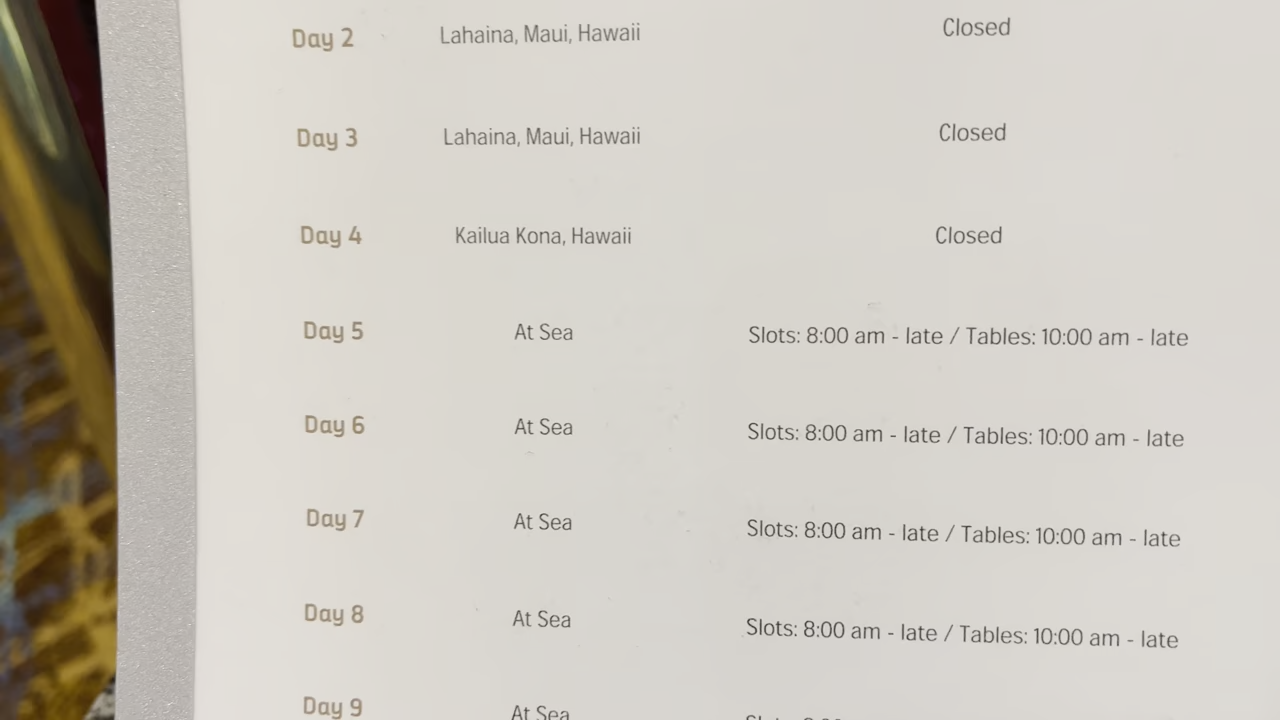 Day 2 Lahaina, Maui, Hawaii Closed
Day 3 Lahaina, Maui, Hawaii Closed
Day 4 Kailua Kona, Hawaii Closed
Day 5 At Sea Slots: 8:00 am - late / Tables: 10:00 am - late
Day 6 At Sea Slots: 8:00 am - late / Tables: 10:00 am - late
Day 7 At Sea Slots: 8:00 am - late / Tables: 10:00 am - late
Day 8 At Sea Slots: 8:00 am - late / Tables: 10:00 am - late
Day 9 At Sea